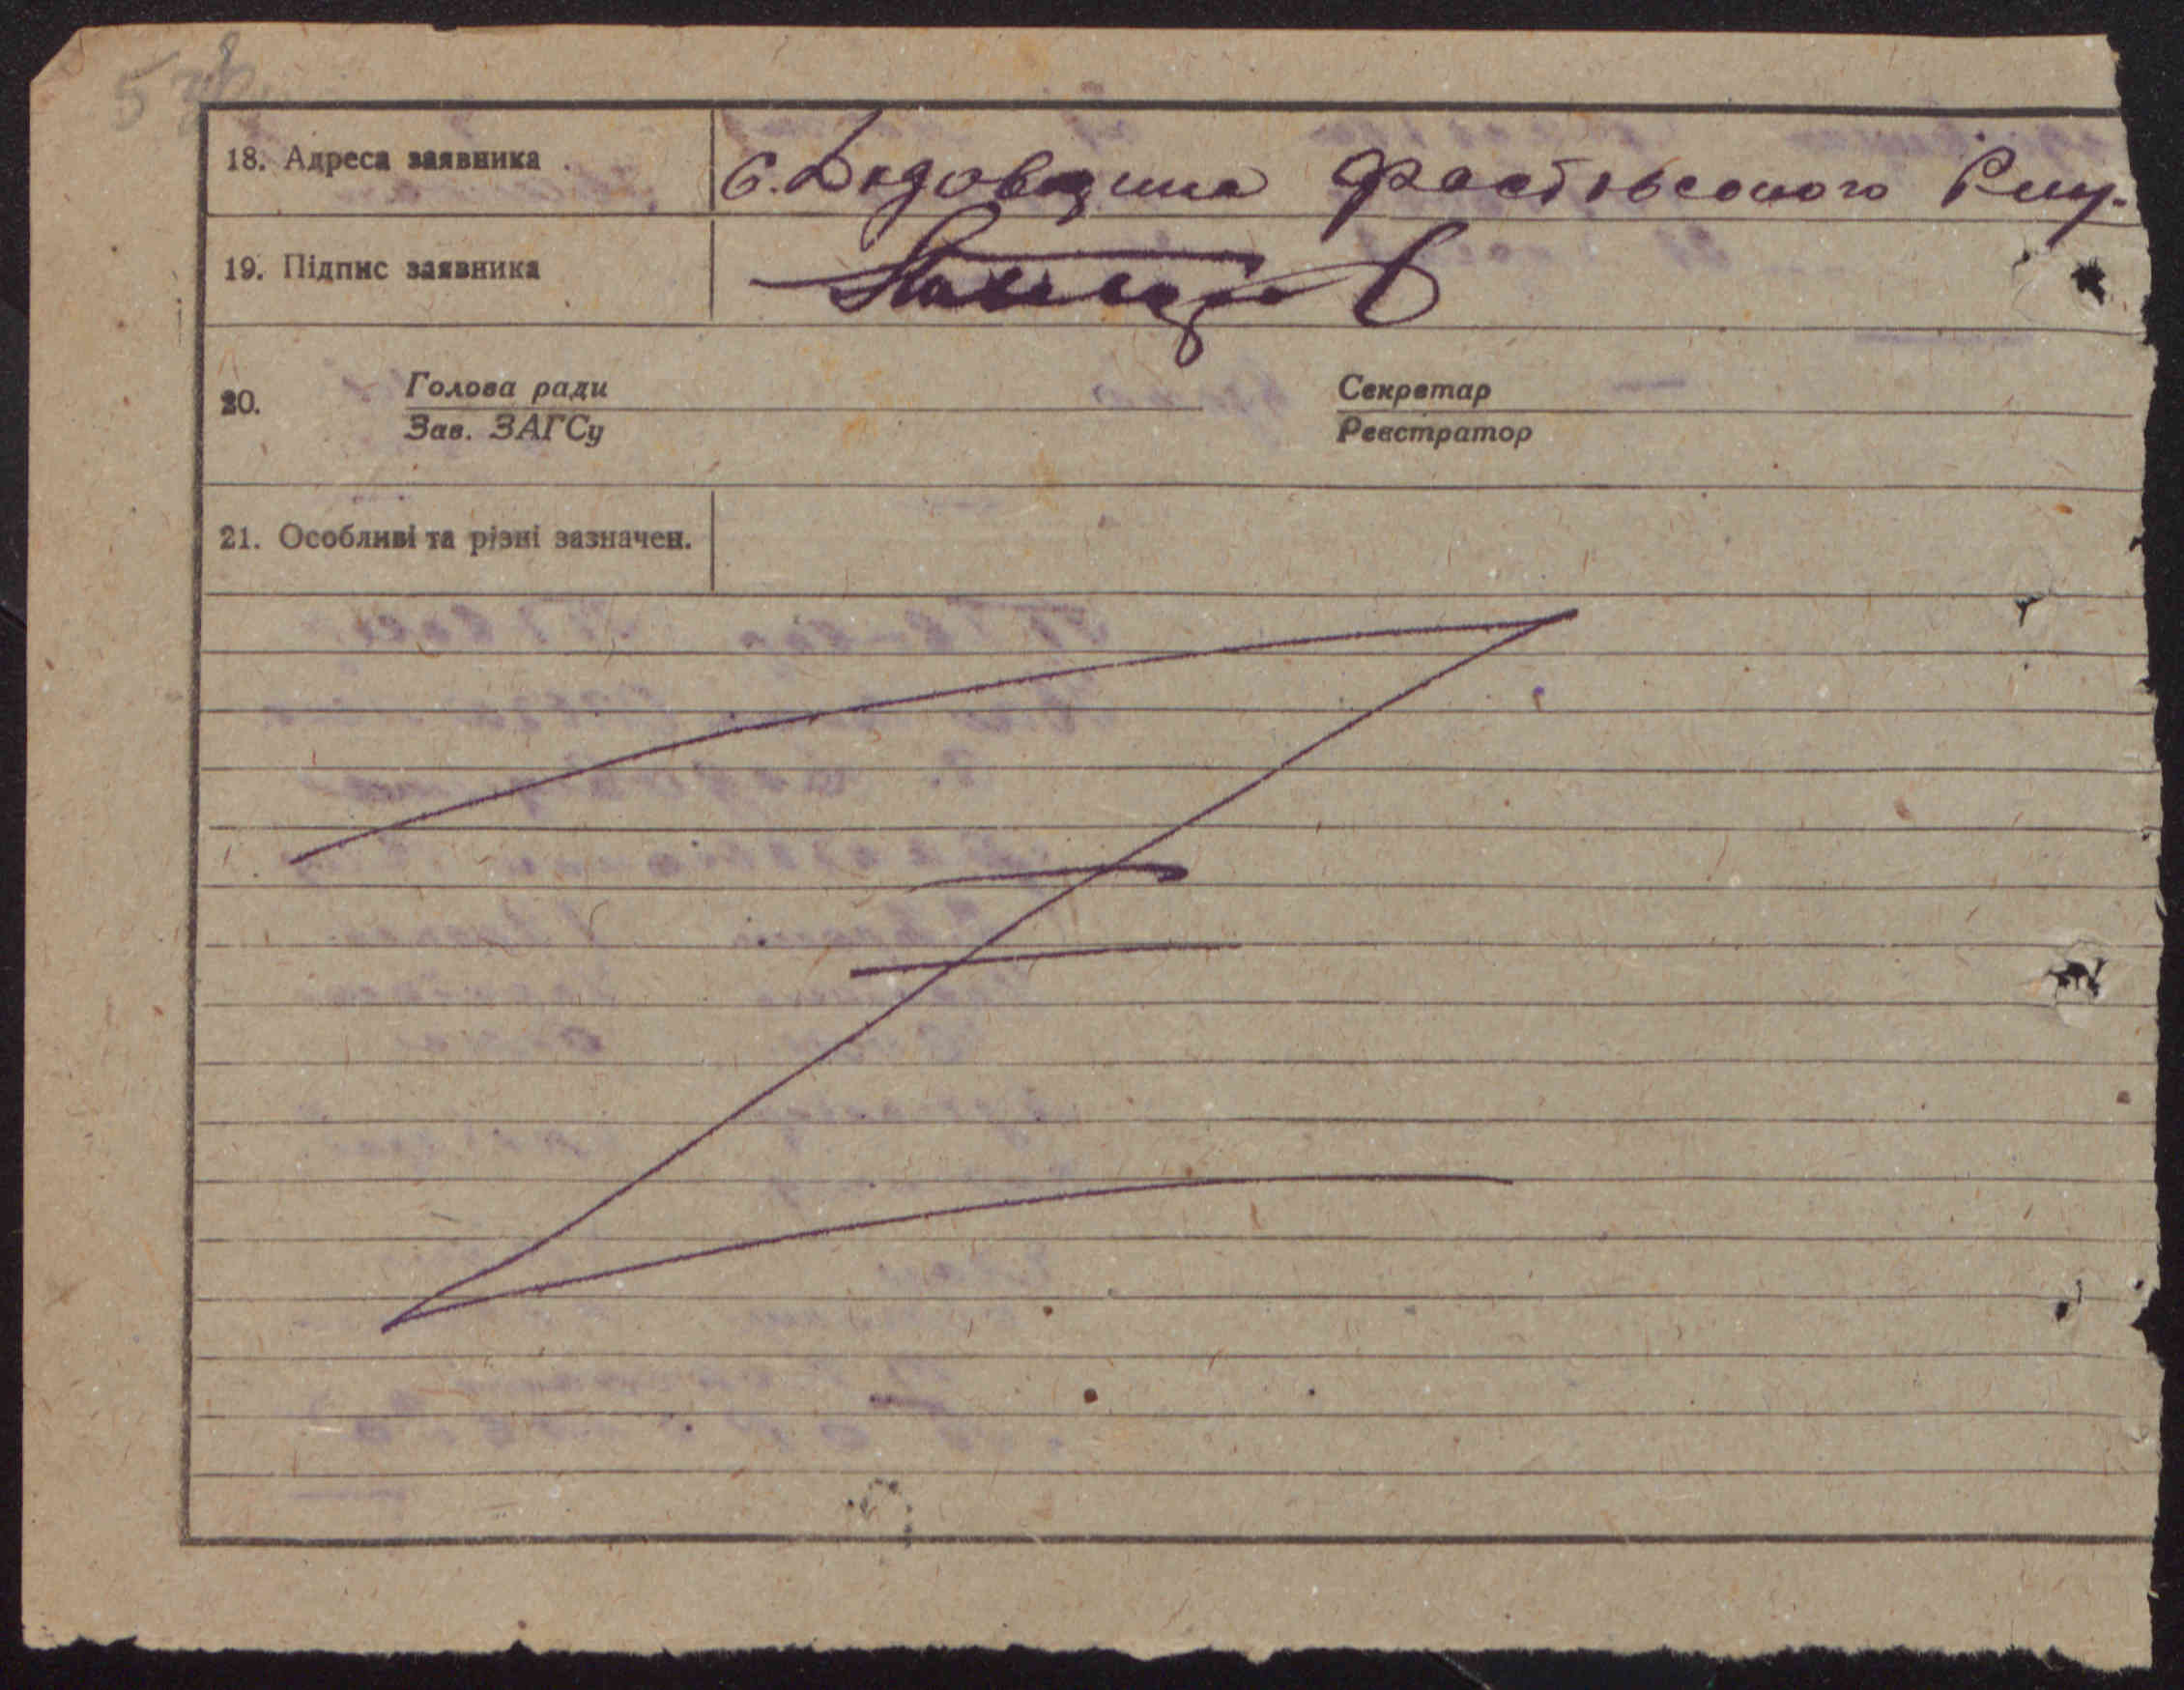 18. Адреса заявника . с. Дідовщина Фастівського Р-ну.
19. Підпис заявника
20. Голова ради Секретар
Зав. ЗАГСу Реєстратор
21. Особливі та різні зазначен.